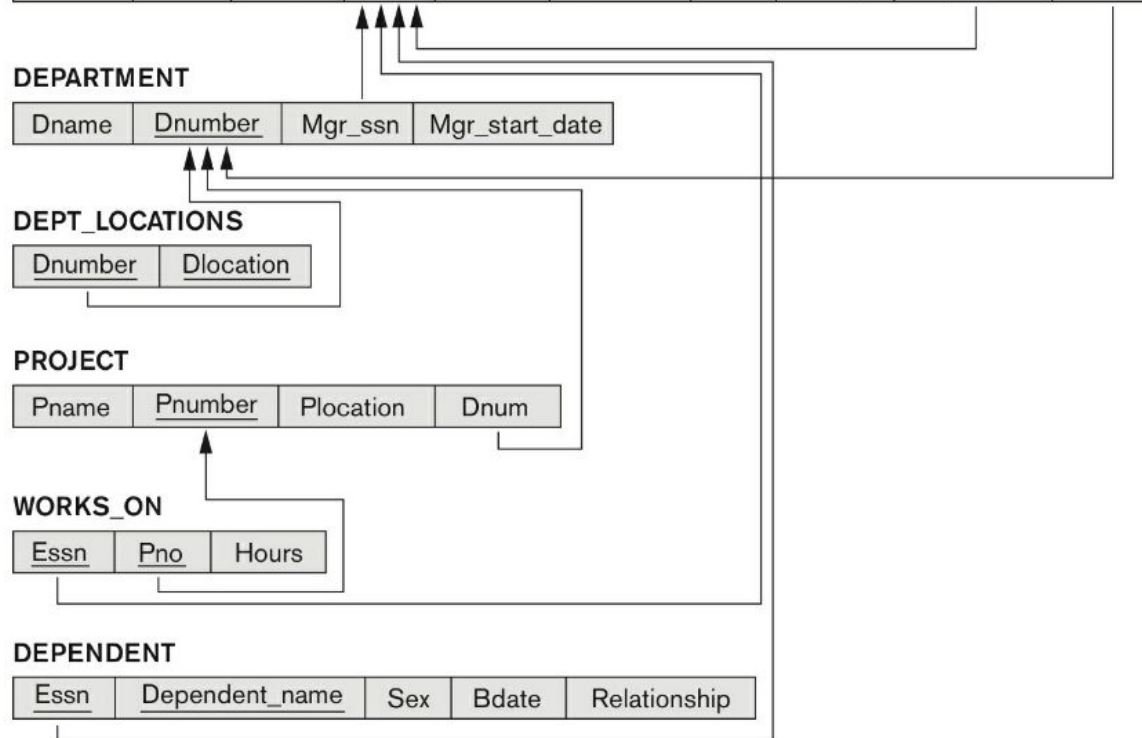 DEPARTMENT
Dname Dnumber Mgr_ssn Mgr_start_date
DEPT_LOCATIONS
Dnumber Dlocation
PROJECT
Pname Pnumber Plocation Dnum
WORKS_ON
Essn Pno Hours
DEPENDENT
Essn Dependent_name Sex Bdate Relationship